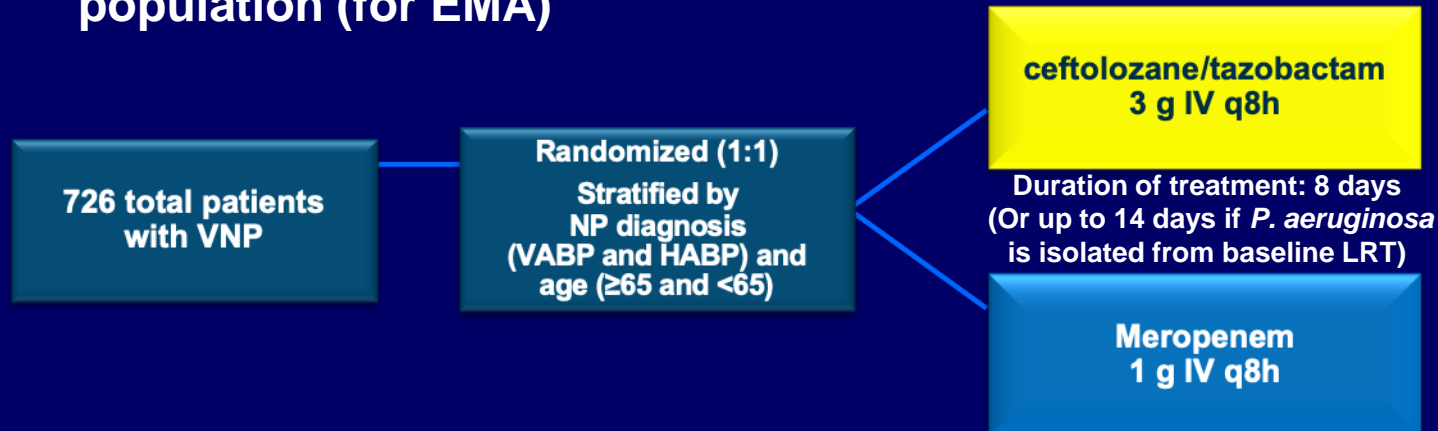 population (for EMA)
726 total patients
with VNP
Randomized (1:1)
Stratified by
NP diagnosis
(VABP and HABP) and
age (≥65 and <65)
ceftolozane/tazobactam
3 g IV q8h
Duration of treatment: 8 days
(Or up to 14 days if P. aeruginosa
is isolated from baseline LRT)
Meropenem
1 g IV q8h